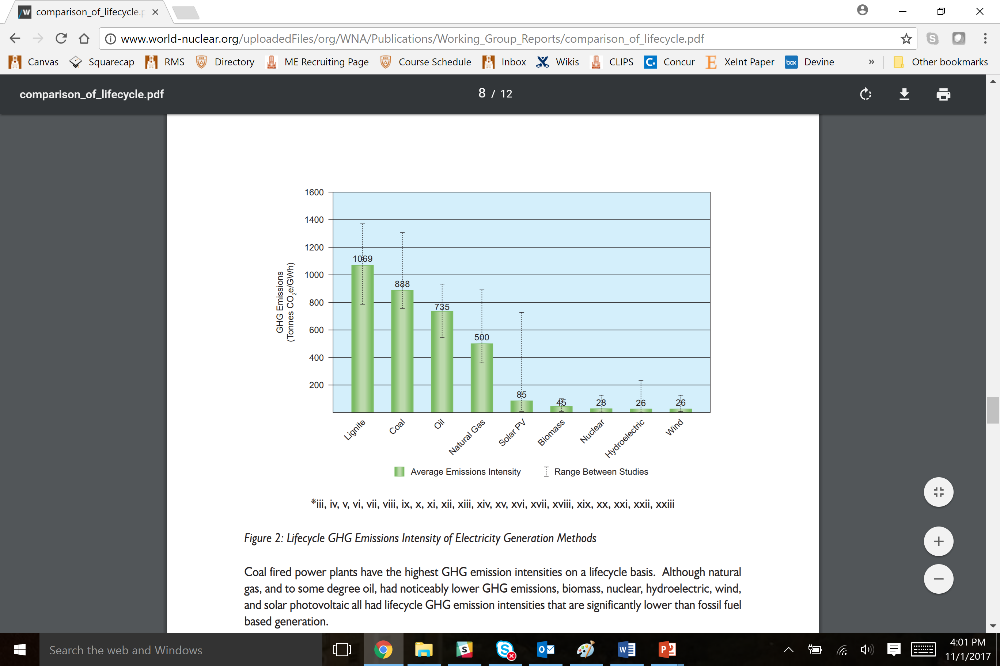 comparison_of_lifecycle.p
www.world-nuclear.org/uploadedFiles/org/WNA/Publications/Working_Group_Reports/comparison_of_lifecycle.pdf
Canvas Squarecap RMS Directory ME Recruiting Page Course Schedule Inbox Wikis CLIPS Concur XeInt Paper box Devine » Other bookmarks
comparison_of_lifecycle.pdf 8 / 12
1600
1400
1200
1000
800
600
400
200
GHG Emissions
(Tonnes CO2e/GWh)
1069
888
735
500
85
45
28
26
26
Lignite
Coal
Oil
Natural Gas
Solar PV
Biomass
Nuclear
Hydroelectric
Wind
Average Emissions Intensity Range Between Studies
*iii, iv, v, vi, vii, viii, ix, x, xi, xii, xiii, xiv, xv, xvi, xvii, xviii, xix, xx, xxi, xxii, xxiii
Figure 2: Lifecycle GHG Emissions Intensity of Electricity Generation Methods
Coal fired power plants have the highest GHG emission intensities on a lifecycle basis. Although natural
gas, and to some degree oil, had noticeably lower GHG emissions, biomass, nuclear, hydroelectric, wind,
and solar photovoltaic all had lifecycle GHG emission intensities that are significantly lower than fossil fuel
based generation.
Search the web and Windows
4:01 PM
11/1/2017